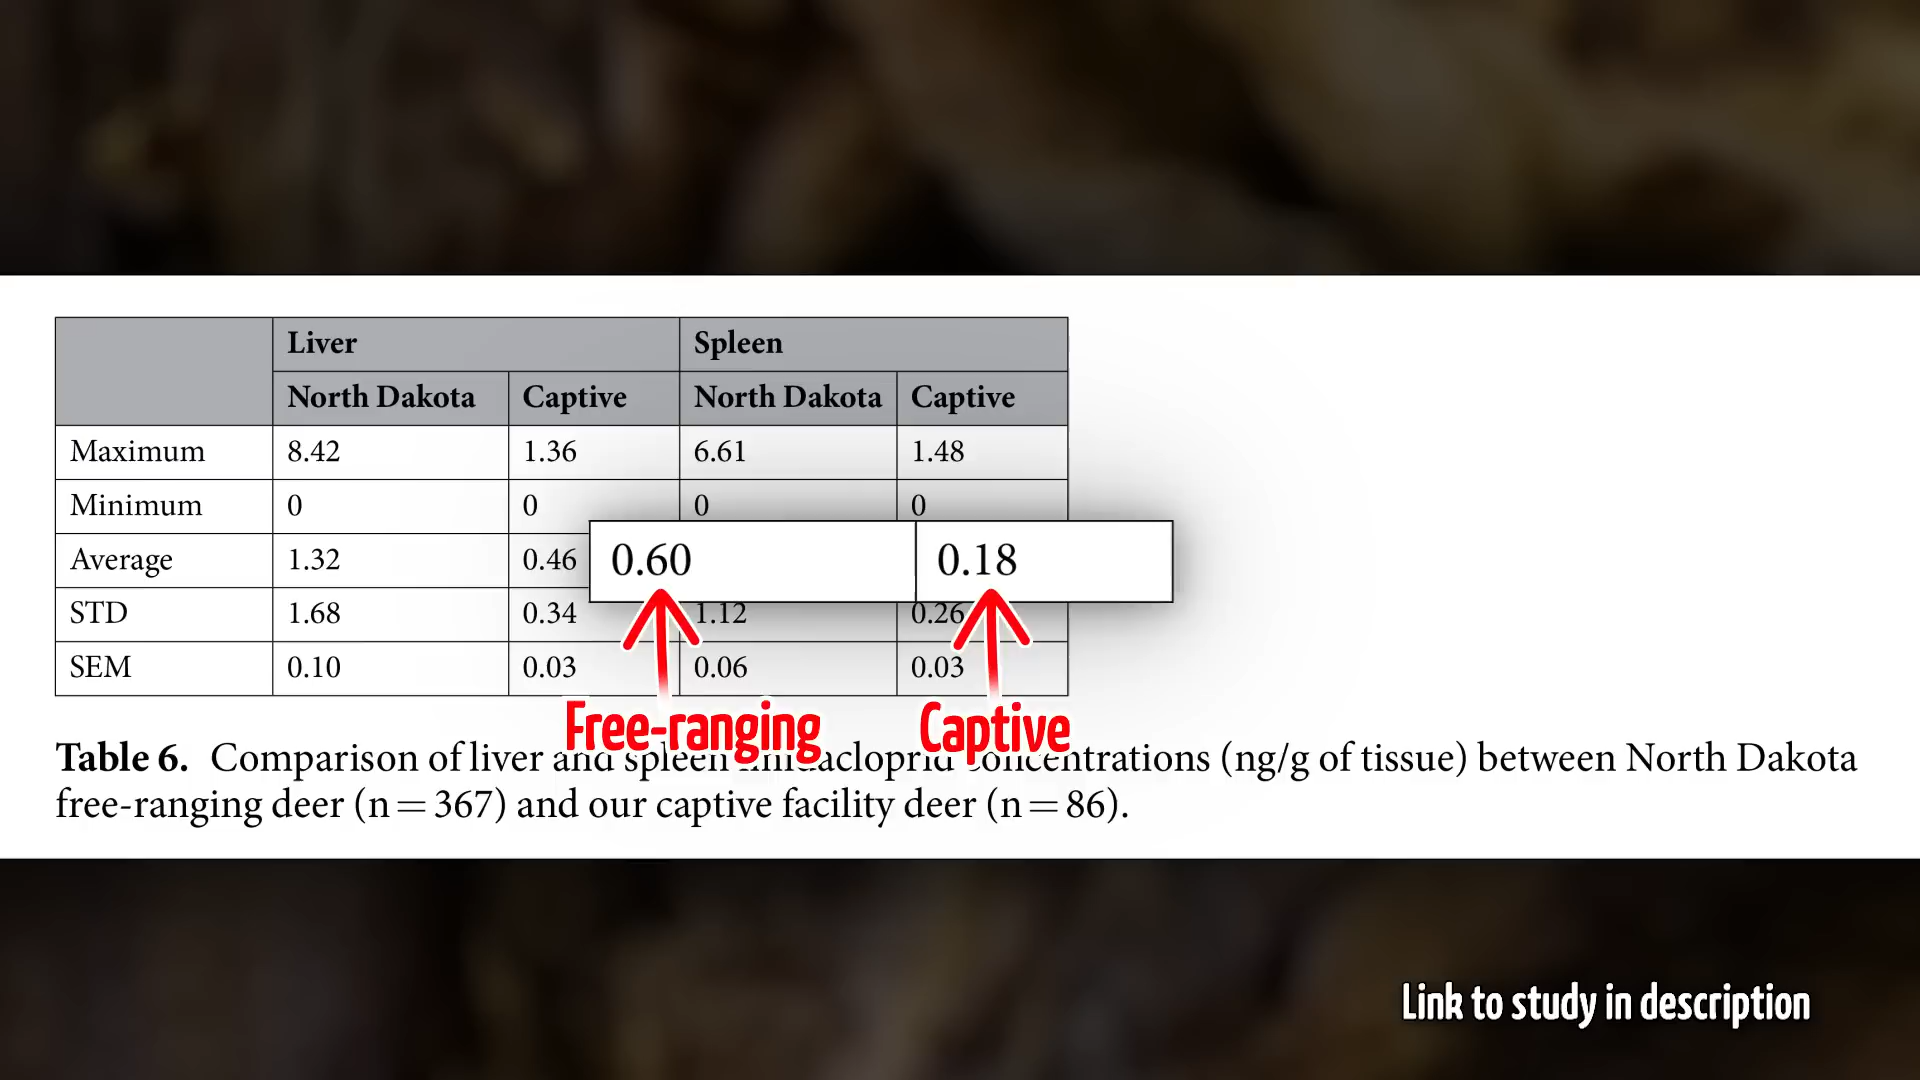 Liver Spleen
North Dakota Captive North Dakota Captive
Maximum 8.42 1.36 6.61 1.48
Minimum 0 0 0 0
Average 1.32 0.46 0.60 0.18
STD 1.68 0.34 1.12 0.26
SEM 0.10 0.03 0.06 0.03
Free-ranging Captive
Table 6. Comparison of liver and spleen imidacloprid concentrations (ng/g of tissue) between North Dakota
free-ranging deer (n = 367) and our captive facility deer (n = 86).
Link to study in description